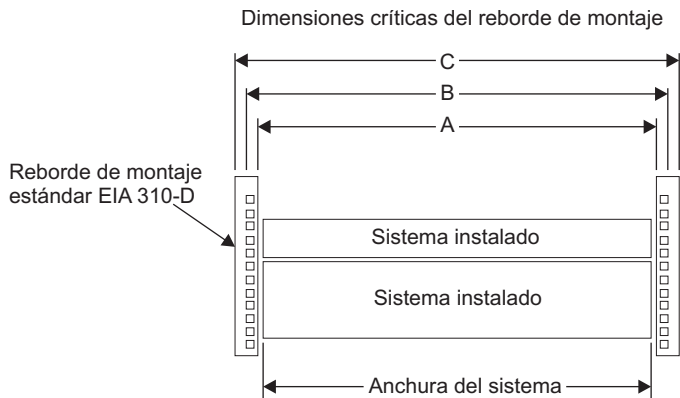 Dimensiones críticas del reborde de montaje
C
B
A
Reborde de montaje
estándar EIA 310-D
Sistema instalado
Sistema instalado
Anchura del sistema